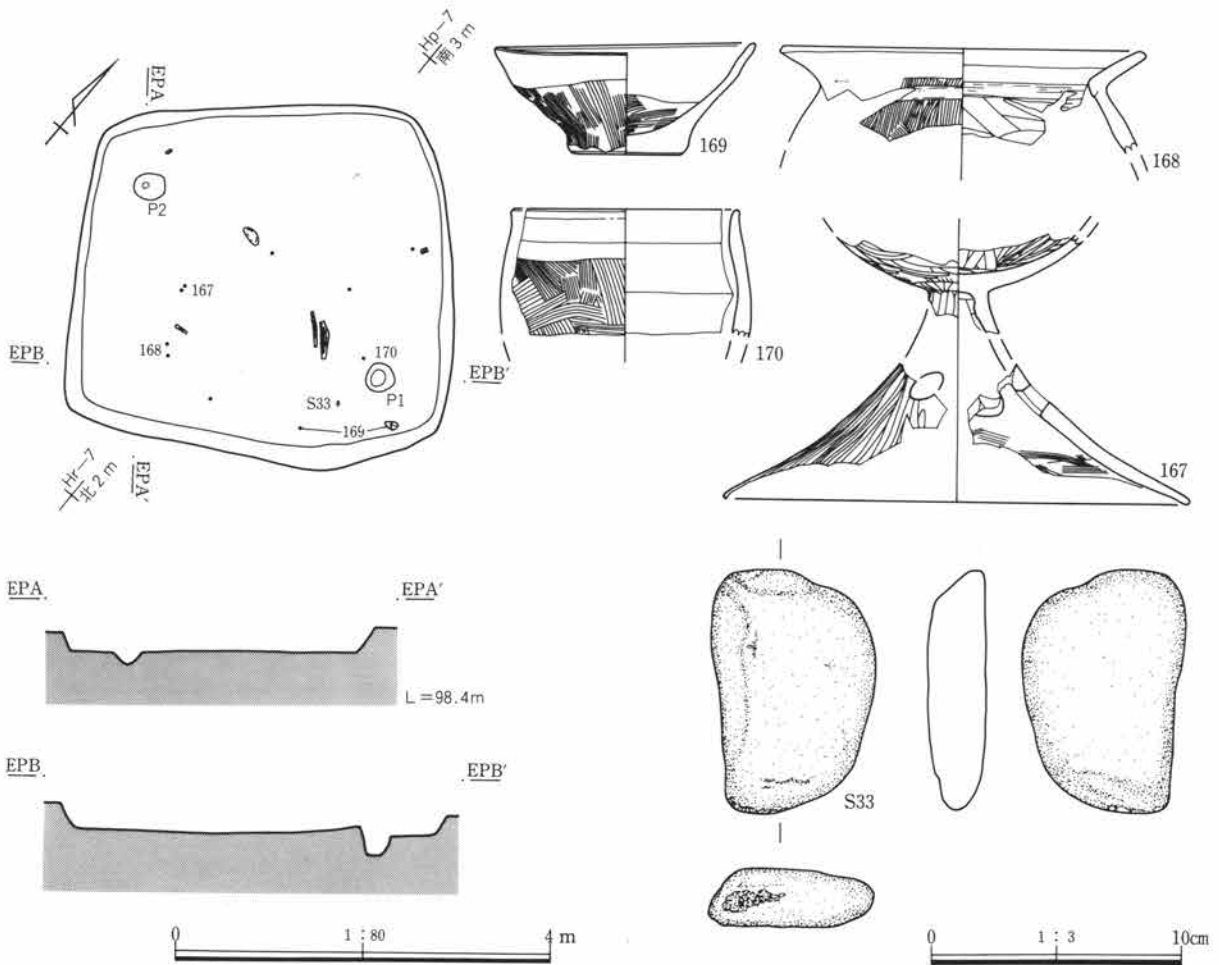 Hp-7
南3m
EPA
P2
167
168
EPB
170
EPB′
S33
P1
169
Hr-7
北2m
EPA′
169
168
170
167
EPA
EPA′
L=98.4m
EPB
EPB′
S33
0 1:80 4 m
0 1:3 10cm